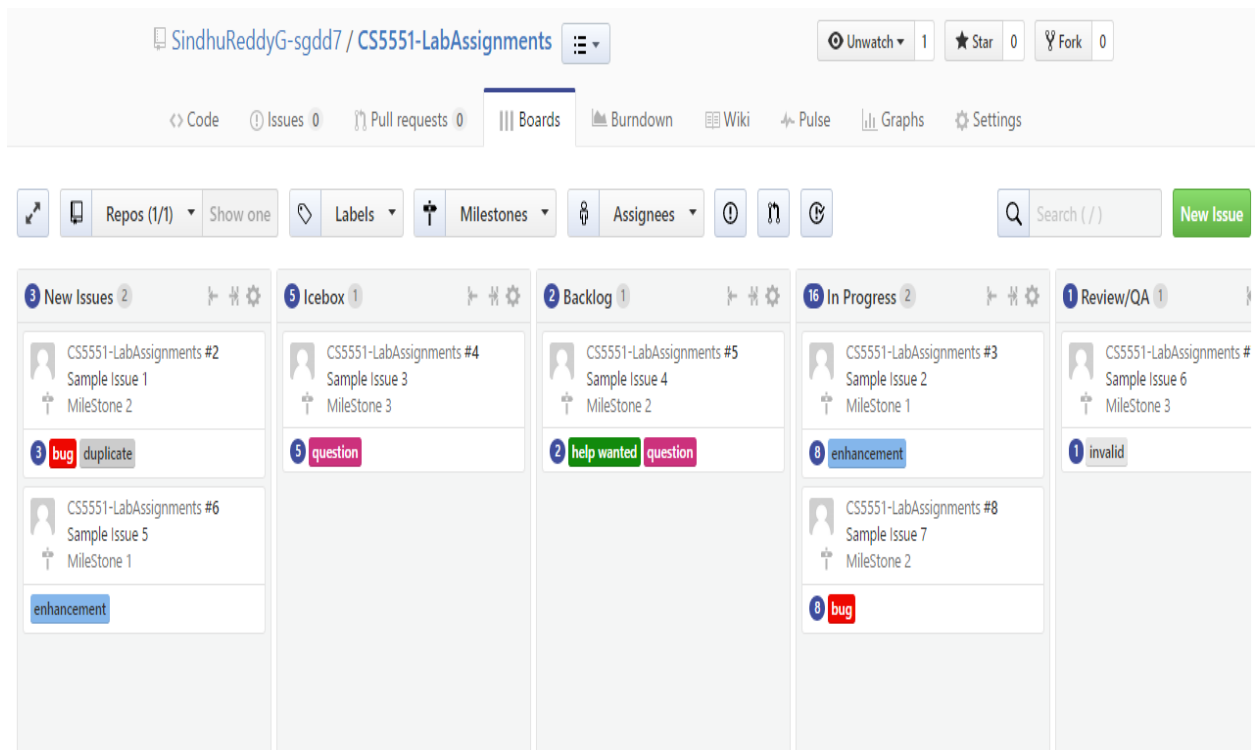 SindhuReddyG-sgdd7 / CS5551-LabAssignments
Unwatch 1 Star 0 Fork 0
Code Issues 0 Pull requests 0 Boards Burndown Wiki Pulse Graphs Settings
Repos (1/1) Show one Labels Milestones Assignees Search ( / ) New Issue
3 New Issues 2
CS5551-LabAssignments #2
Sample Issue 1
MileStone 2
3 bug duplicate
CS5551-LabAssignments #6
Sample Issue 5
MileStone 1
enhancement
5 Icebox 1
CS5551-LabAssignments #4
Sample Issue 3
MileStone 3
5 question
2 Backlog 1
CS5551-LabAssignments #5
Sample Issue 4
MileStone 2
2 help wanted question
16 In Progress 2
CS5551-LabAssignments #3
Sample Issue 2
MileStone 1
8 enhancement
CS5551-LabAssignments #8
Sample Issue 7
MileStone 2
8 bug
1 Review/QA 1
CS5551-LabAssignments #
Sample Issue 6
MileStone 3
1 invalid